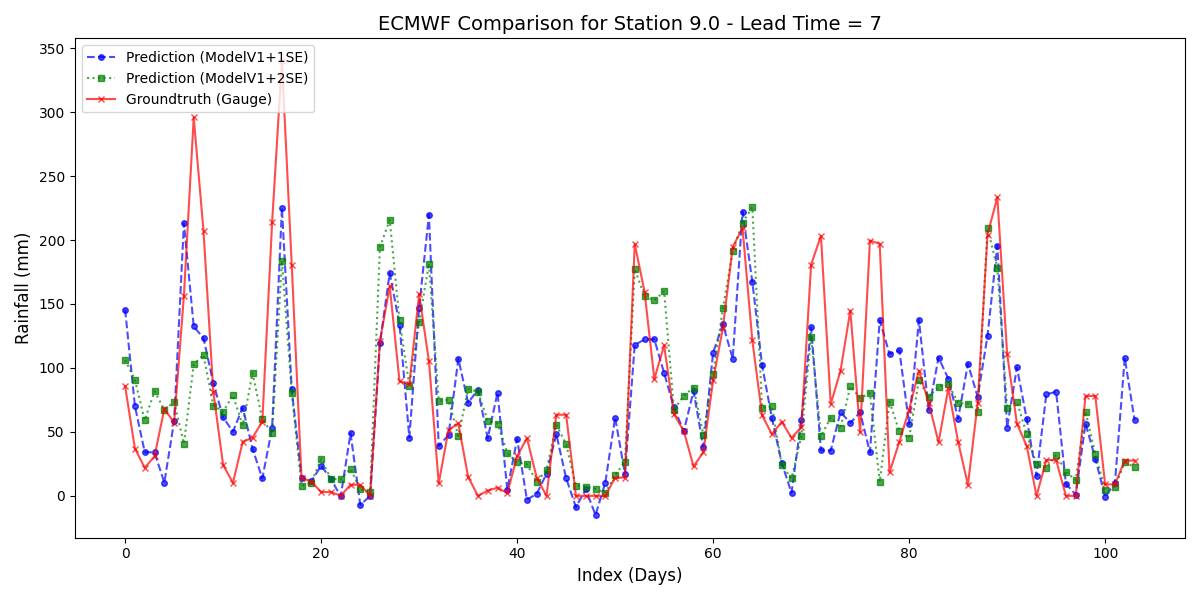 ECMWF Comparison for Station 9.0 - Lead Time = 7
Prediction (ModelV1+1SE)
Prediction (ModelV1+2SE)
Groundtruth (Gauge)
Rainfall (mm)
350
300
250
200
150
100
50
0
0 20 40 60 80 100
Index (Days)